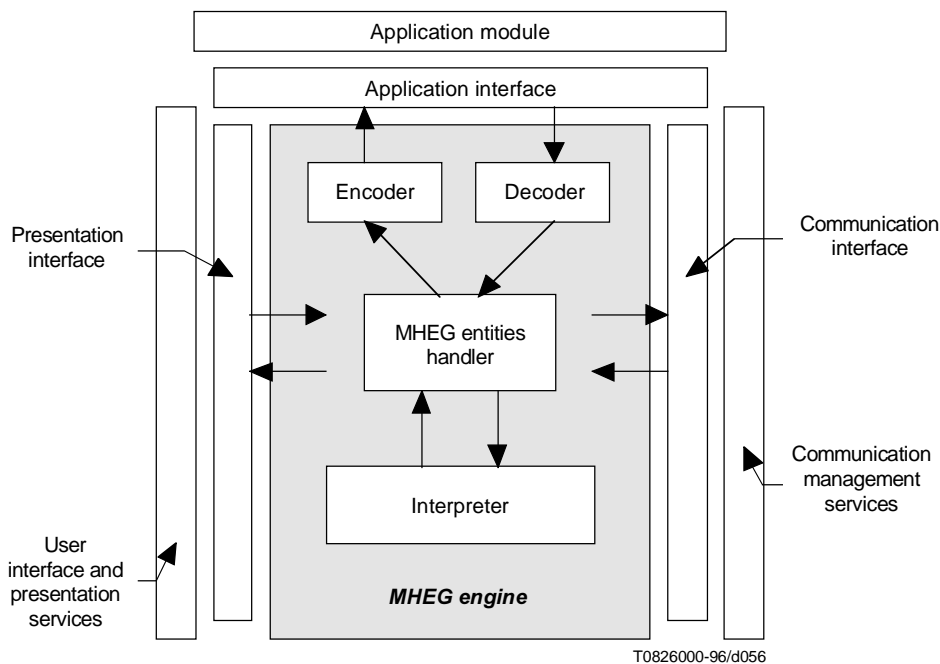 Application module
Application interface
Encoder
Decoder
Presentation
interface
Communication
interface
MHEG entities
handler
Interpreter
Communication
management
services
User
interface and
presentation
services
MHEG engine
T0826000-96/d056